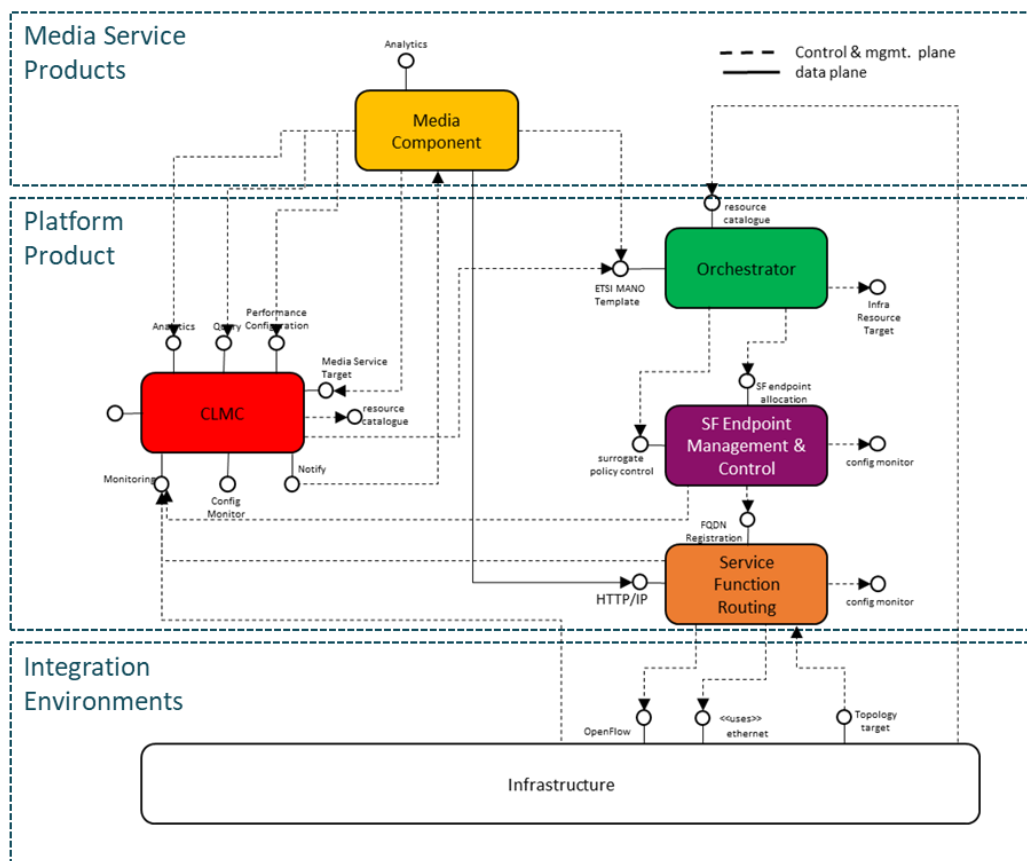 Media Service
Products
Analytics
Control & mgmt. plane
data plane
Media
Component
Platform
Product
resource
catalogue
Orchestrator
ETSI MANO
Template
Infra
Resource
Target
Performance
Configuration
Analytics
Query
Media Service
Target
SF endpoint
allocation
CLMC
resource
catalogue
SF Endpoint
Management &
Control
surrogate
policy control
config monitor
Monitoring
Notify
Config
Monitor
FQDN
Registration
Service
Function
Routing
HTTP/IP
config monitor
Integration
Environments
OpenFlow
<<uses>>
ethernet
Topology
target
Infrastructure